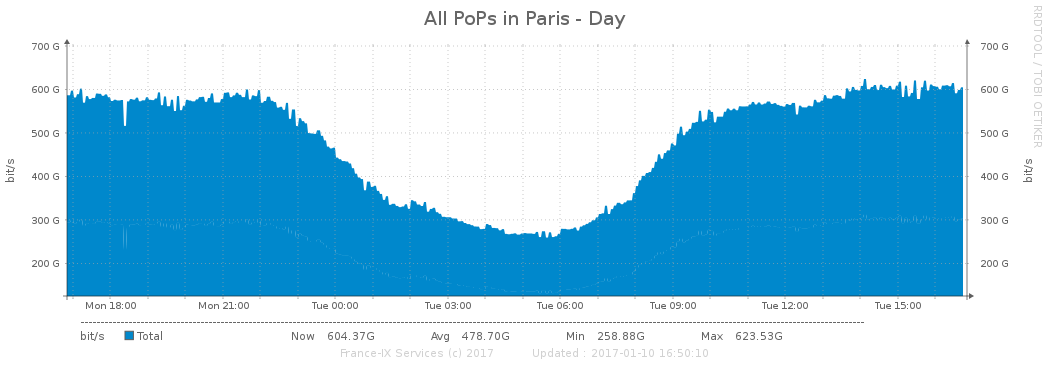 All PoPs in Paris - Day
RRDTOOL / TOBI OETIKER
700 G 700 G
600 G 600 G
500 G 500 G
400 G 400 G
300 G 300 G
200 G 200 G
bit/s bit/s
Mon 18:00 Mon 21:00 Tue 00:00 Tue 03:00 Tue 06:00 Tue 09:00 Tue 12:00 Tue 15:00
bit/s Total Now 604.37G Avg 478.70G Min 258.88G Max 623.53G
France-IX Services (c) 2017 Updated : 2017-01-10 16:50:10